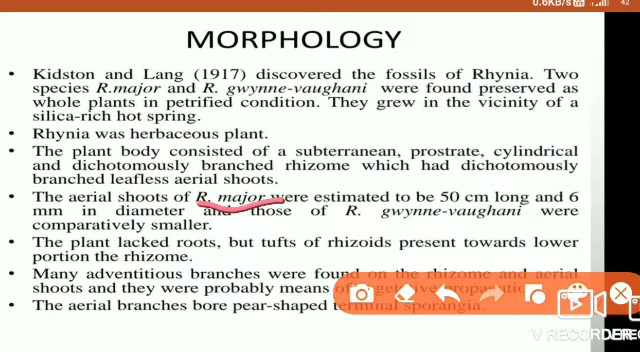 0.6KB/s 42
MORPHOLOGY
• Kidston and Lang (1917) discovered the fossils of Rhynia. Two
species R.major and R. gwynne-vaughani were found preserved as
whole plants in petrified condition. They grew in the vicinity of a
silica-rich hot spring.
• Rhynia was herbaceous plant.
• The plant body consisted of a subterranean, prostrate, cylindrical
and dichotomously branched rhizome which had dichotomously
branched leafless aerial shoots.
• The aerial shoots of R. major were estimated to be 50 cm long and 6
mm in diameter and those of R. gwynne-vaughani were
comparatively smaller.
• The plant lacked roots, but tufts of rhizoids present towards lower
portion the rhizome.
• Many adventitious branches were found on the rhizome and aerial
shoots and they were probably means of vegetative propagation
• The aerial branches bore pear-shaped terminal sporangia.
V RECORDER